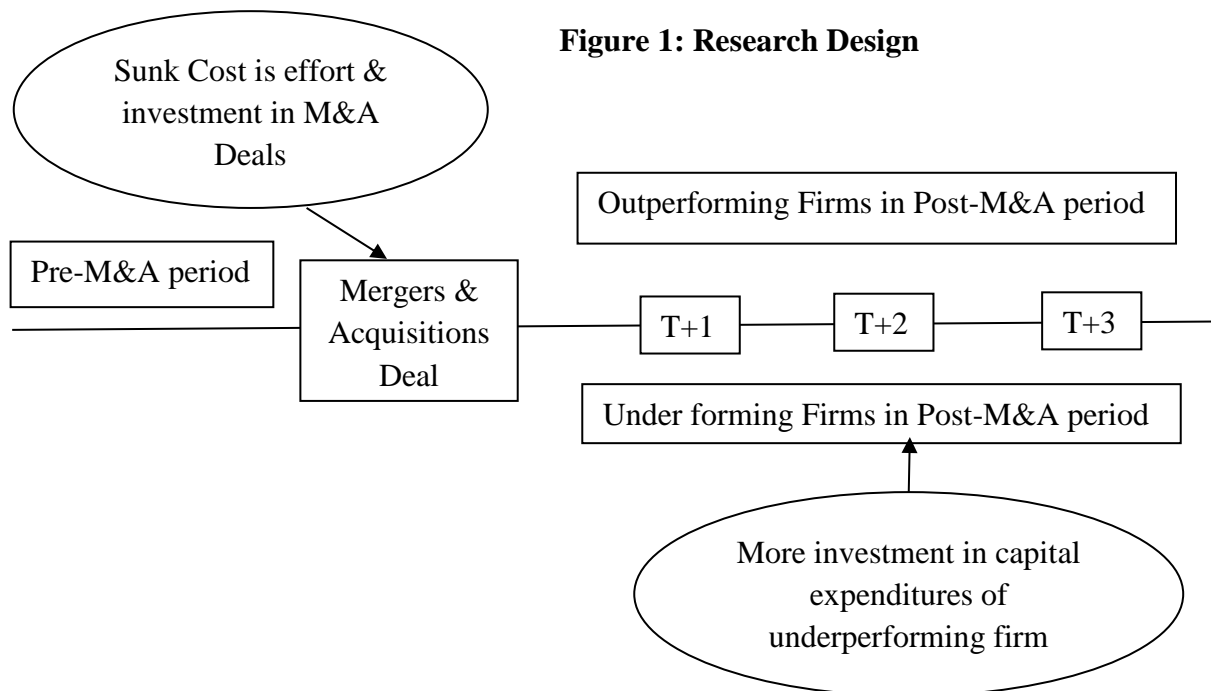 Figure 1: Research Design
Sunk Cost is effort &
investment in M&A
Deals
Outperforming Firms in Post-M&A period
Pre-M&A period
Mergers &
Acquisitions
Deal
T+1
T+2
T+3
Under forming Firms in Post-M&A period
More investment in capital
expenditures of
underperforming firm